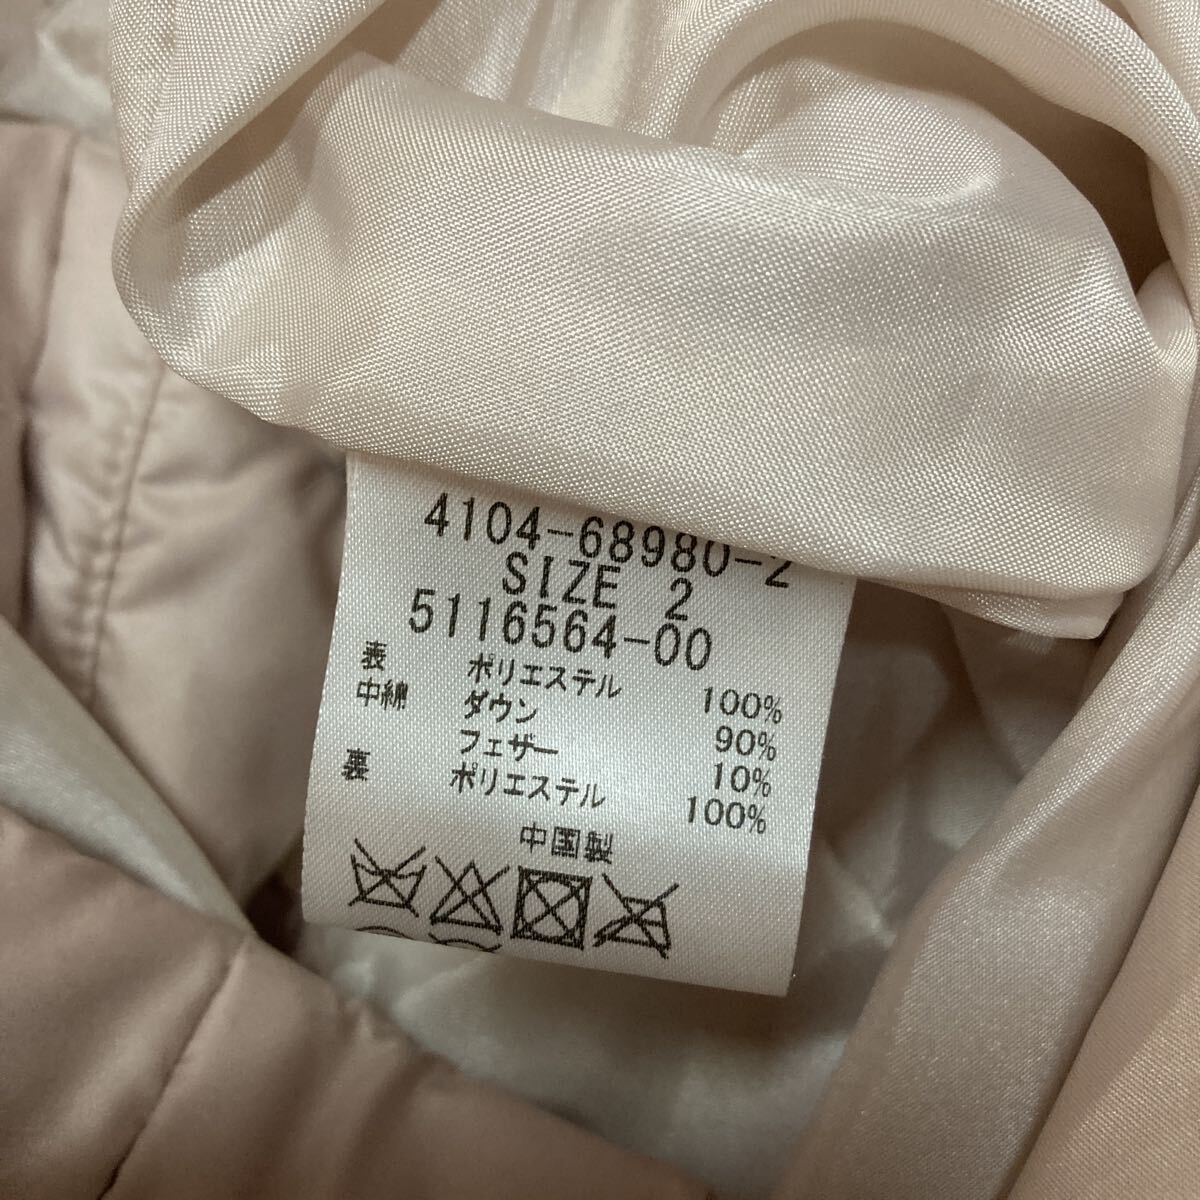 4104-68980-2
SIZE 2
5116564-00
表 ポリエステル 100%
中綿 ダウン 90%
フェザー 10%
裏 ポリエステル 100%
中国製